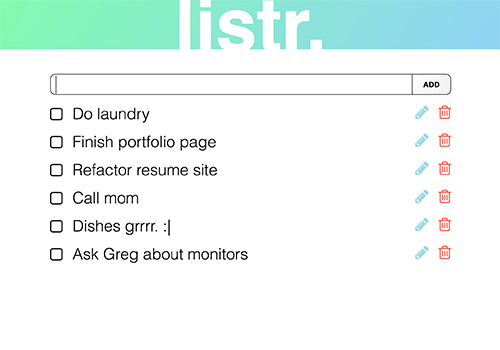 listr.
ADD
Do laundry
Finish portfolio page
Refactor resume site
Call mom
Dishes grrrr. :|
Ask Greg about monitors